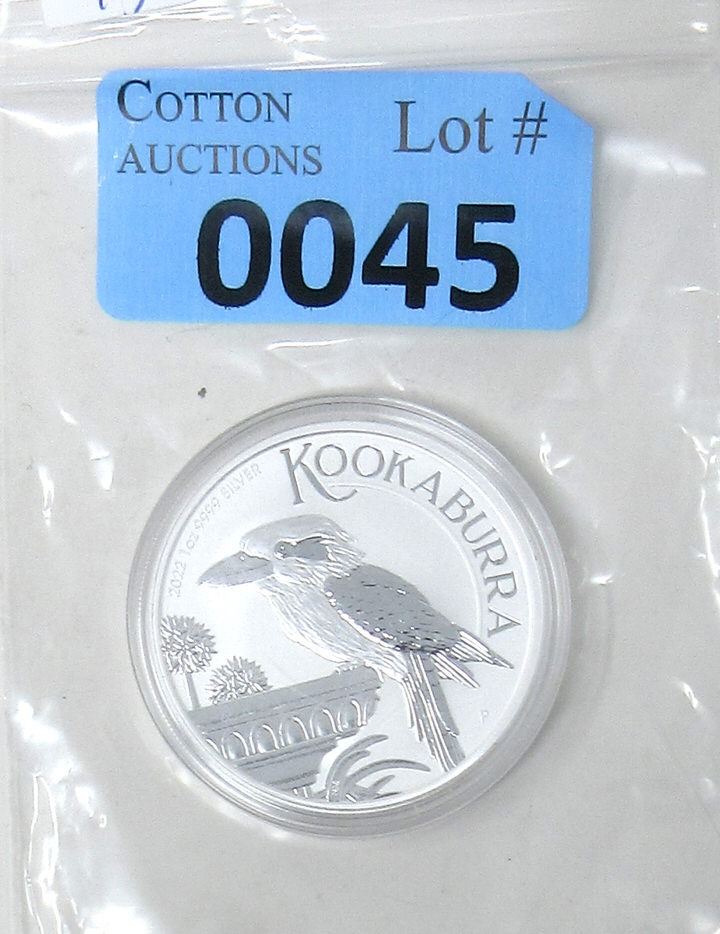 COTTON
AUCTIONS
Lot #
0045
KOOKABURRA
2022 1oz 9999 SILVER
P